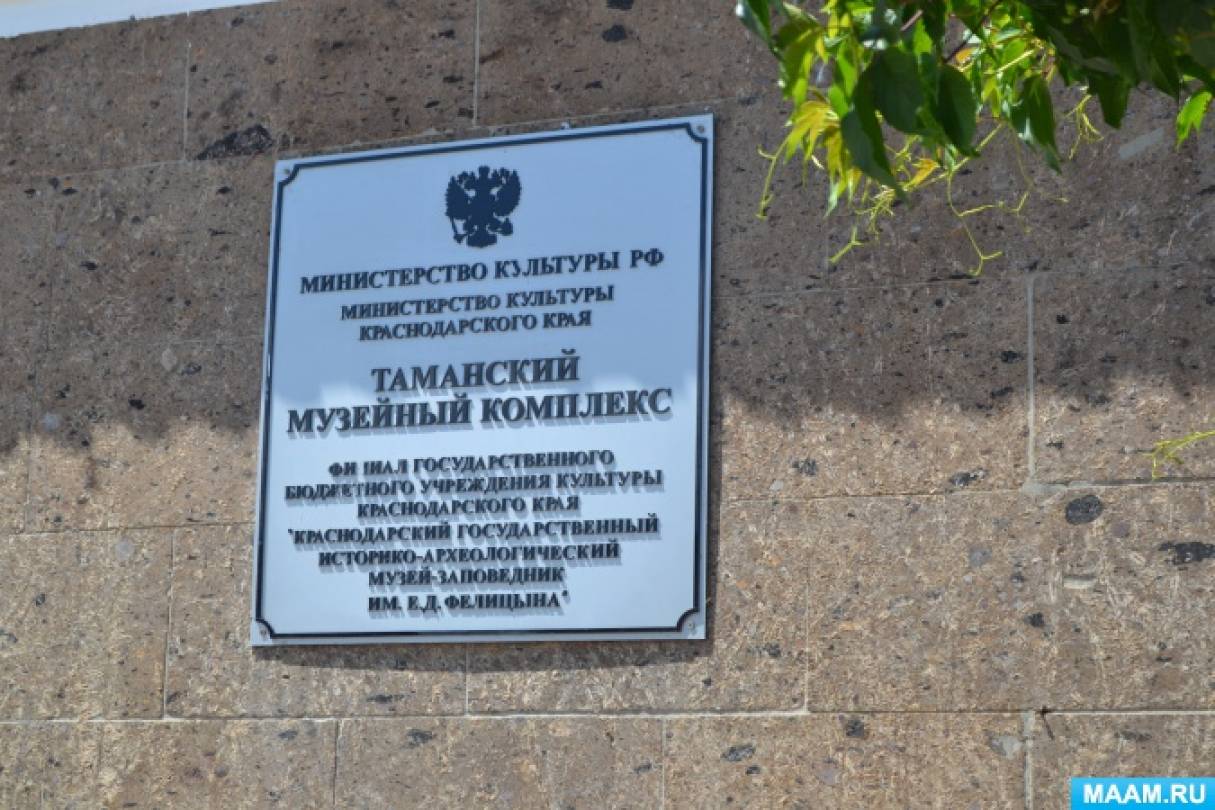 МИНИСТЕРСТВО КУЛЬТУРЫ РФ
МИНИСТЕРСТВО КУЛЬТУРЫ
КРАСНОДАРСКОГО КРАЯ
ТАМАНСКИЙ
МУЗЕЙНЫЙ КОМПЛЕКС
ФИЛИАЛ ГОСУДАРСТВЕННОГО
БЮДЖЕТНОГО УЧРЕЖДЕНИЯ КУЛЬТУРЫ
КРАСНОДАРСКОГО КРАЯ
"КРАСНОДАРСКИЙ ГОСУДАРСТВЕННЫЙ
ИСТОРИКО-АРХЕОЛОГИЧЕСКИЙ
МУЗЕЙ-ЗАПОВЕДНИК
ИМ. Е.Д. ФЕЛИЦЫНА"
MAAM.RU